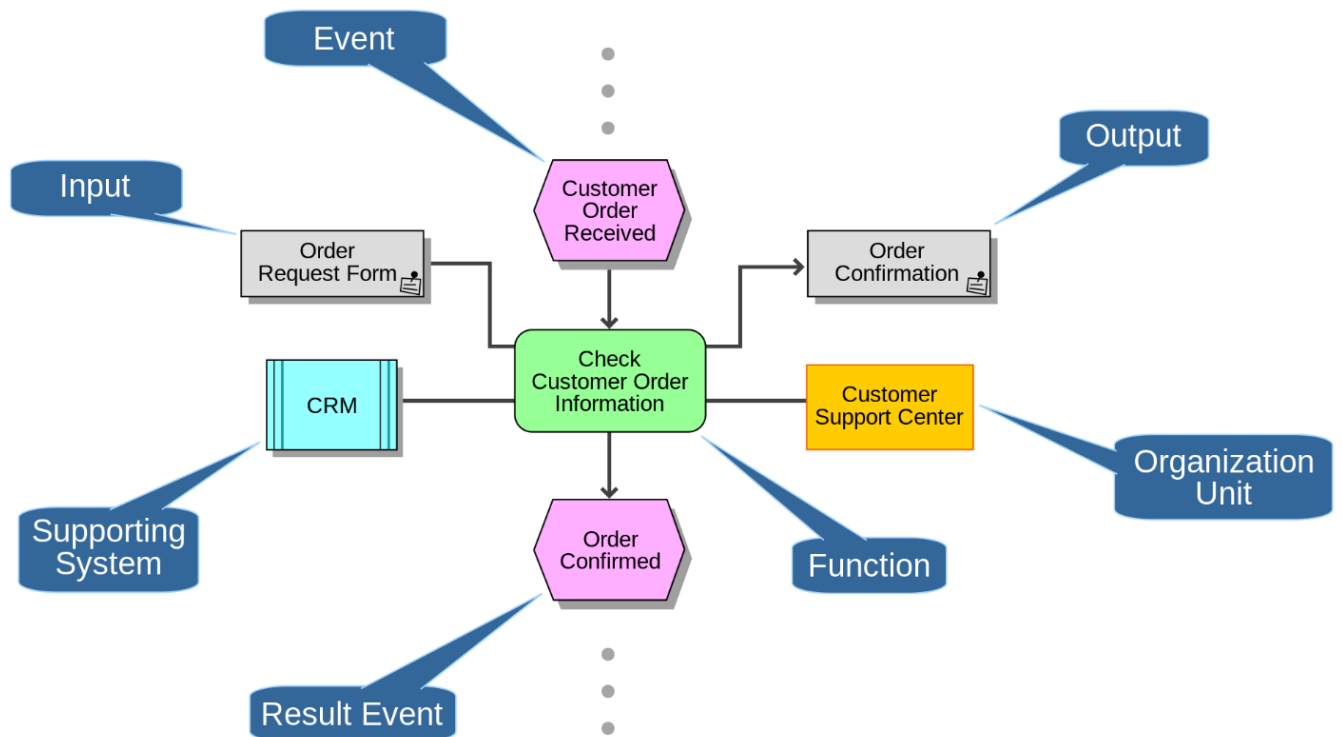 Event
Output
Input
Customer
Order
Received
Order
Request Form
Order
Confirmation
Check
Customer Order
Information
CRM
Customer
Support Center
Organization
Unit
Supporting
System
Order
Confirmed
Function
Result Event